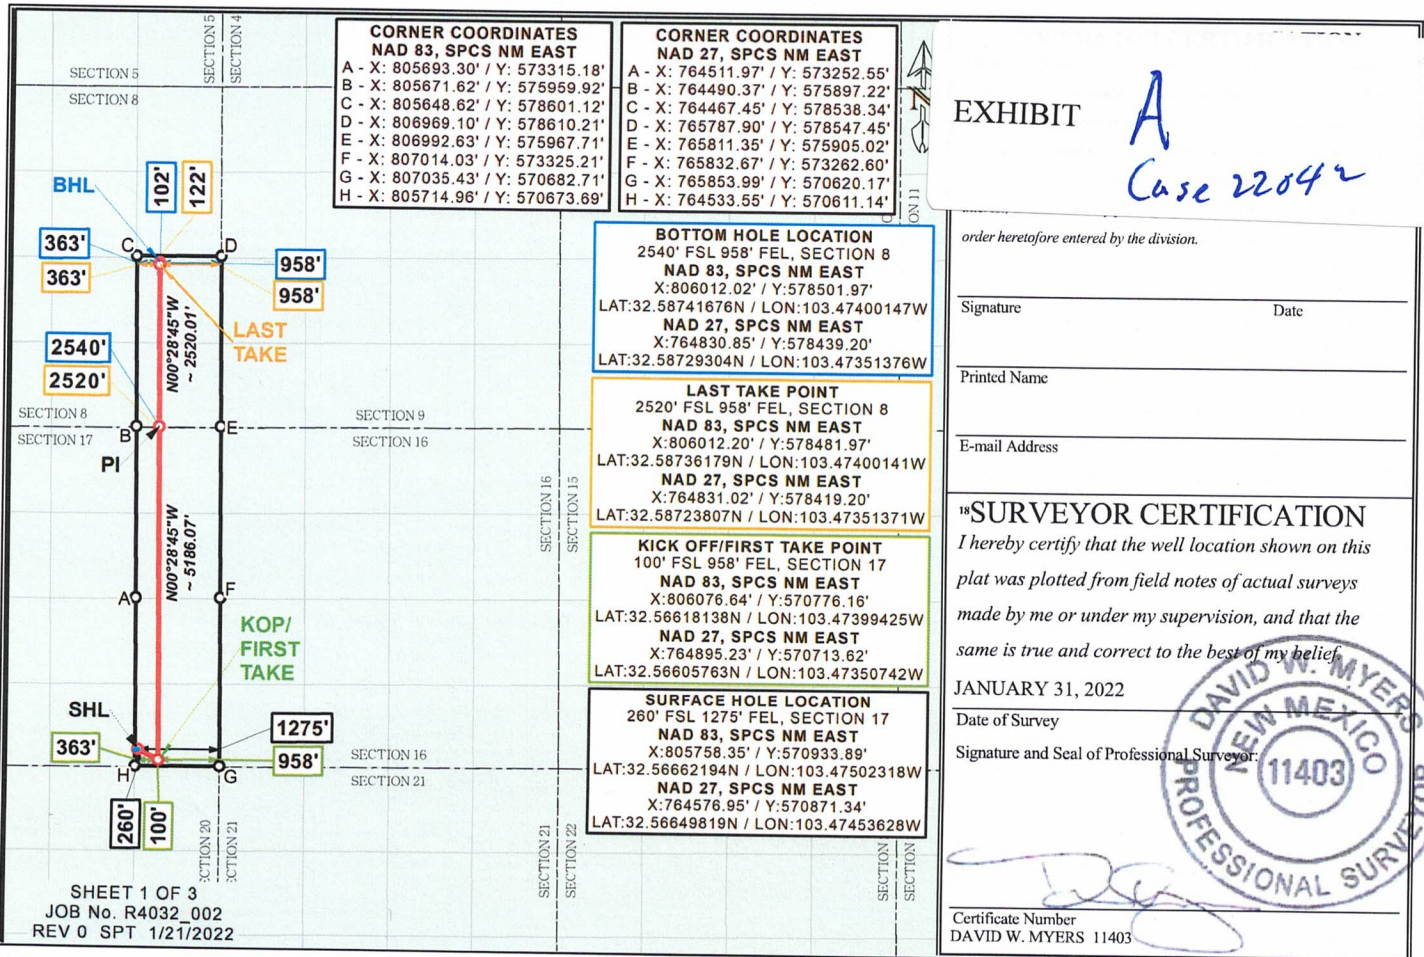 SECTION 5
SECTION 4
SECTION 5
SECTION 8
CORNER COORDINATES
NAD 83, SPCS NM EAST
A - X: 805693.30' / Y: 573315.18'
B - X: 805671.62' / Y: 575959.92'
C - X: 805648.62' / Y: 578601.12'
D - X: 806969.10' / Y: 578610.21'
E - X: 806992.63' / Y: 575967.71'
F - X: 807014.03' / Y: 573325.21'
G - X: 807035.43' / Y: 570682.71'
H - X: 805714.96' / Y: 570673.69'
CORNER COORDINATES
NAD 27, SPCS NM EAST
A - X: 764511.97' / Y: 573252.55'
B - X: 764490.37' / Y: 575897.22'
C - X: 764467.45' / Y: 578538.34'
D - X: 765787.90' / Y: 578547.45'
E - X: 765811.35' / Y: 575905.02'
F - X: 765832.67' / Y: 573262.60'
G - X: 765853.99' / Y: 570620.17'
H - X: 764533.55' / Y: 570611.14'
N
EXHIBIT A
Case 22042
ON 11
order heretofore entered by the division.
BHL
102'
122'
363'
363'
C
D
958'
958'
LAST
TAKE
N00°28'45"W
~ 2520.01'
2540'
2520'
SECTION 8
SECTION 17
B
E
SECTION 9
SECTION 16
PI
SECTION 16
SECTION 15
N00°28'45"W
~ 5186.07'
A
F
KOP/
FIRST
TAKE
SHL
363'
1275'
958'
H
G
SECTION 16
SECTION 21
260'
100'
ECTION 20
ECTION 21
SECTION 21
SECTION 22
SECTION
SECTION
BOTTOM HOLE LOCATION
2540' FSL 958' FEL, SECTION 8
NAD 83, SPCS NM EAST
X:806012.02' / Y:578501.97'
LAT:32.58741676N / LON:103.47400147W
NAD 27, SPCS NM EAST
X:764830.85' / Y:578439.20'
LAT:32.58729304N / LON:103.47351376W
LAST TAKE POINT
2520' FSL 958' FEL, SECTION 8
NAD 83, SPCS NM EAST
X:806012.20' / Y:578481.97'
LAT:32.58736179N / LON:103.47400141W
NAD 27, SPCS NM EAST
X:764831.02' / Y:578419.20'
LAT:32.58723807N / LON:103.47351371W
KICK OFF/FIRST TAKE POINT
100' FSL 958' FEL, SECTION 17
NAD 83, SPCS NM EAST
X:806076.64' / Y:570776.16'
LAT:32.56618138N / LON:103.47399425W
NAD 27, SPCS NM EAST
X:764895.23' / Y:570713.62'
LAT:32.56605763N / LON:103.47350742W
SURFACE HOLE LOCATION
260' FSL 1275' FEL, SECTION 17
NAD 83, SPCS NM EAST
X:805758.35' / Y:570933.89'
LAT:32.56662194N / LON:103.47502318W
NAD 27, SPCS NM EAST
X:764576.95' / Y:570871.34'
LAT:32.56649819N / LON:103.47453628W
SHEET 1 OF 3
JOB No. R4032_002
REV 0 SPT 1/21/2022
Signature Date
Printed Name
E-mail Address
18SURVEYOR CERTIFICATION
I hereby certify that the well location shown on this
plat was plotted from field notes of actual surveys
made by me or under my supervision, and that the
same is true and correct to the best of my belief.
JANUARY 31, 2022
Date of Survey
Signature and Seal of Professional Surveyor:
DAVID W. MYERS
NEW MEXICO
11403
PROFESSIONAL SURVEYOR
Certificate Number
DAVID W. MYERS 11403